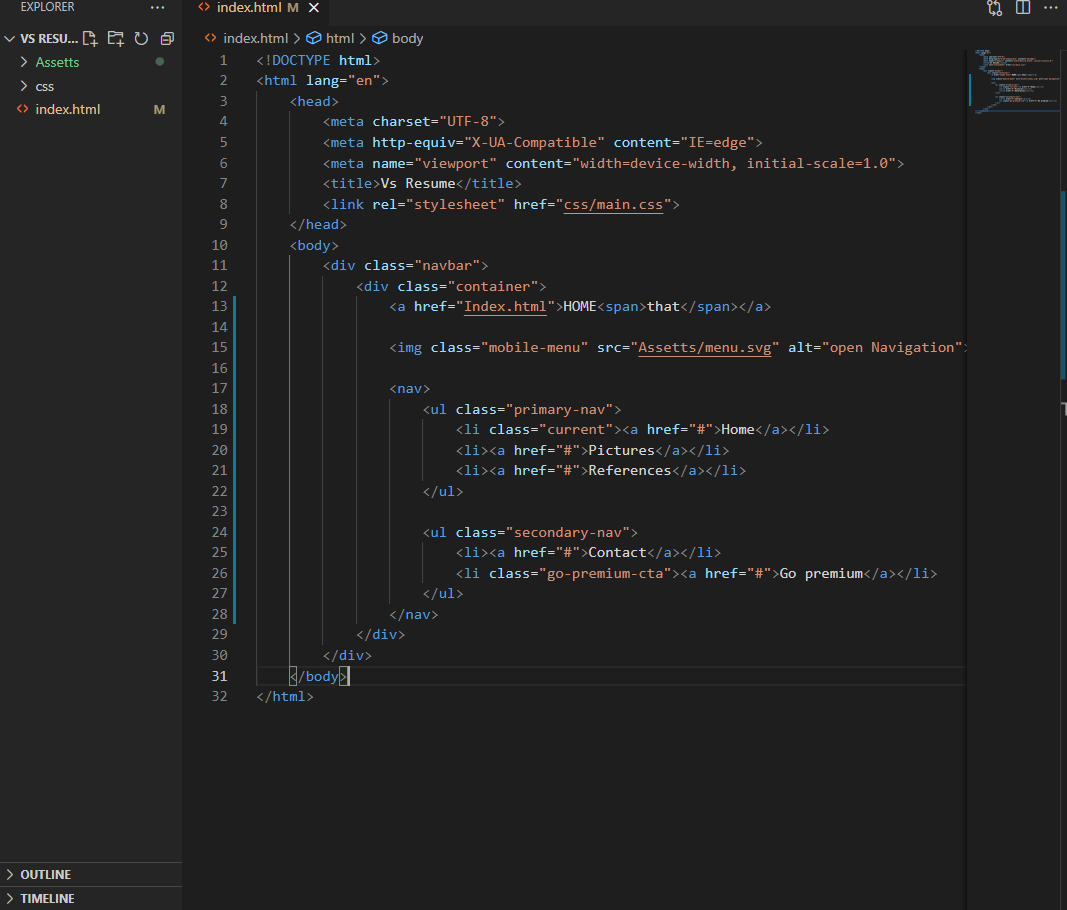 EXPLORER ···
index.html M ×
VS RESU...
Assetts
css
index.html M
index.html > html > body
1 <!DOCTYPE html>
2 <html lang="en">
3 <head>
4 <meta charset="UTF-8">
5 <meta http-equiv="X-UA-Compatible" content="IE=edge">
6 <meta name="viewport" content="width=device-width, initial-scale=1.0">
7 <title>Vs Resume</title>
8 <link rel="stylesheet" href="css/main.css">
9 </head>
10 <body>
11 <div class="navbar">
12 <div class="container">
13 <a href="Index.html">HOME<span>that</span></a>
14
15 <img class="mobile-menu" src="Assetts/menu.svg" alt="open Navigation">
16
17 <nav>
18 <ul class="primary-nav">
19 <li class="current"><a href="#">Home</a></li>
20 <li><a href="#">Pictures</a></li>
21 <li><a href="#">References</a></li>
22 </ul>
23
24 <ul class="secondary-nav">
25 <li><a href="#">Contact</a></li>
26 <li class="go-premium-cta"><a href="#">Go premium</a></li>
27 </ul>
28 </nav>
29 </div>
30 </div>
31 </body>
32 </html>
OUTLINE
TIMELINE